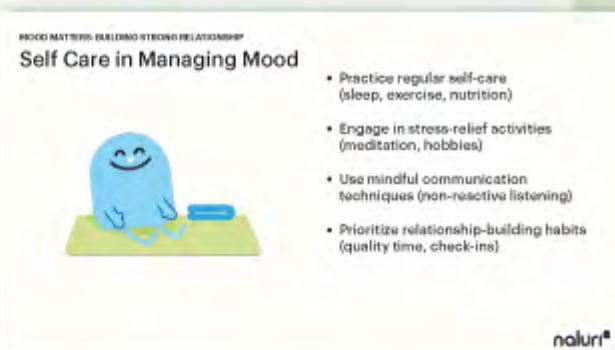 MOOD MATTERS: BUILDING STRONG RELATIONSHIP
Self Care in Managing Mood
• Practice regular self-care
(sleep, exercise, nutrition)
• Engage in stress-relief activities
(meditation, hobbies)
• Use mindful communication
techniques (non-reactive listening)
• Prioritize relationship-building habits
(quality time, check-ins)
naluri